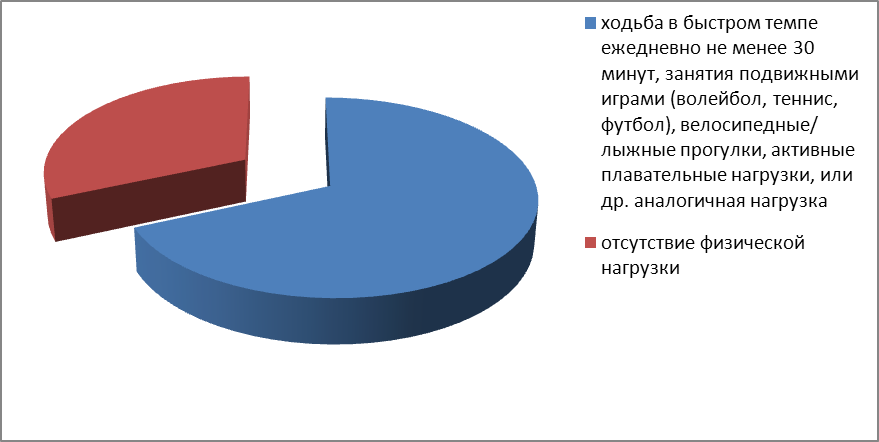 ходьба в быстром темпе
ежедневно не менее 30
минут, занятия подвижными
играми (волейбол, теннис,
футбол), велосипедные/
лыжные прогулки, активные
плавательные нагрузки, или
др. аналогичная нагрузка
отсутствие физической
нагрузки